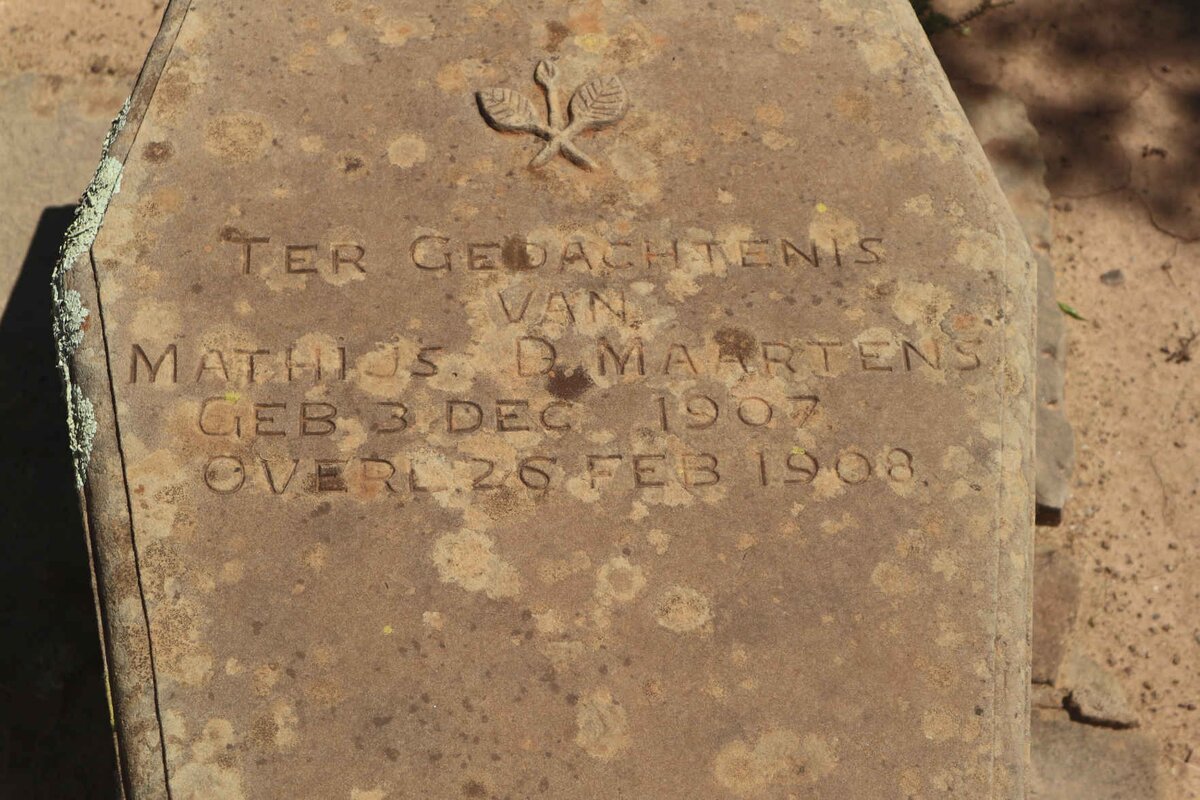 TER GEDACHTENIS
VAN
MATHIJS D. MAARTENS
GEB 3 DEC 1907
OVERL 26 FEB 1908.